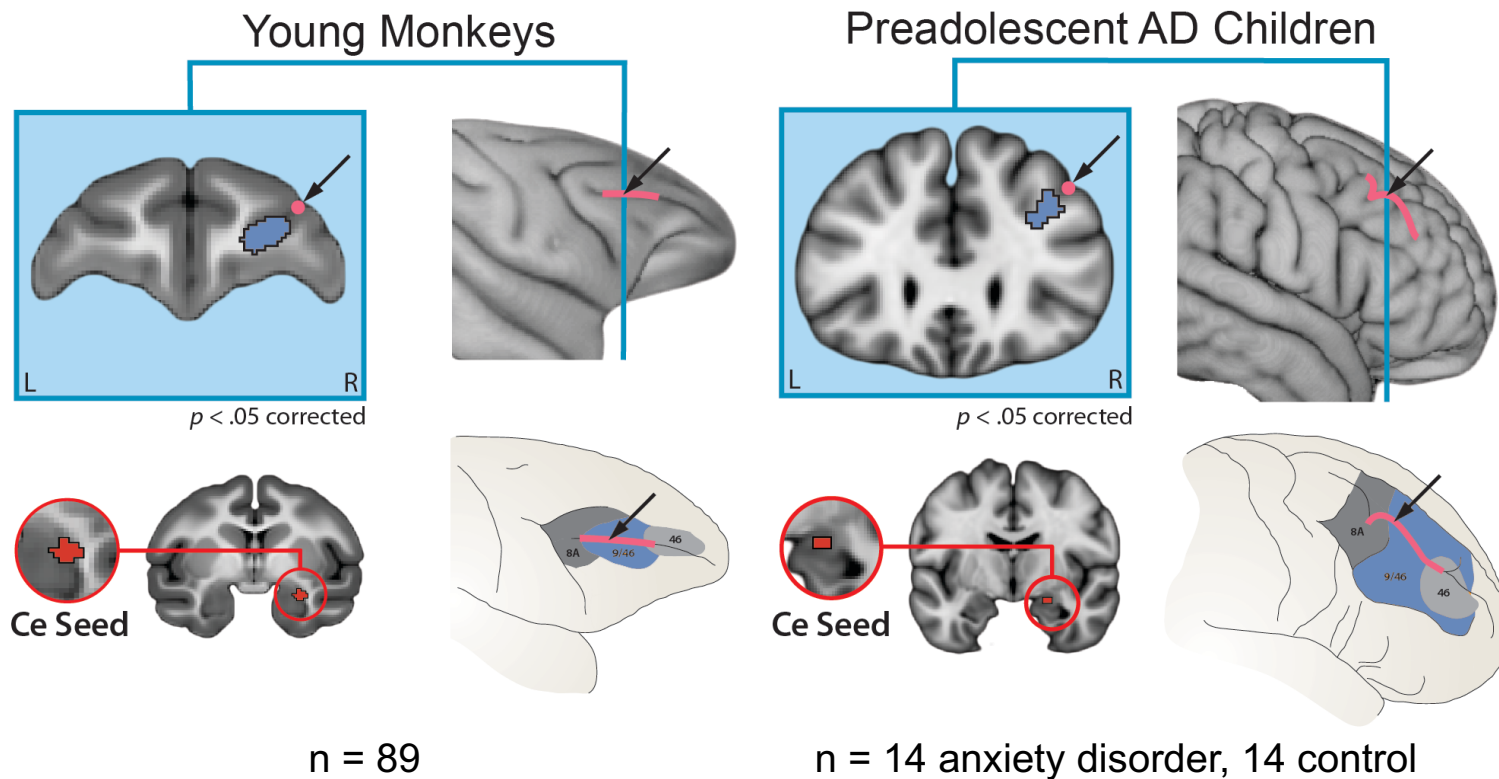 Young Monkeys
Preadolescent AD Children
L
R
L
R
p < .05 corrected
p < .05 corrected
8A
9/46
46
8A
9/46
46
Ce Seed
Ce Seed
n = 89
n = 14 anxiety disorder, 14 control